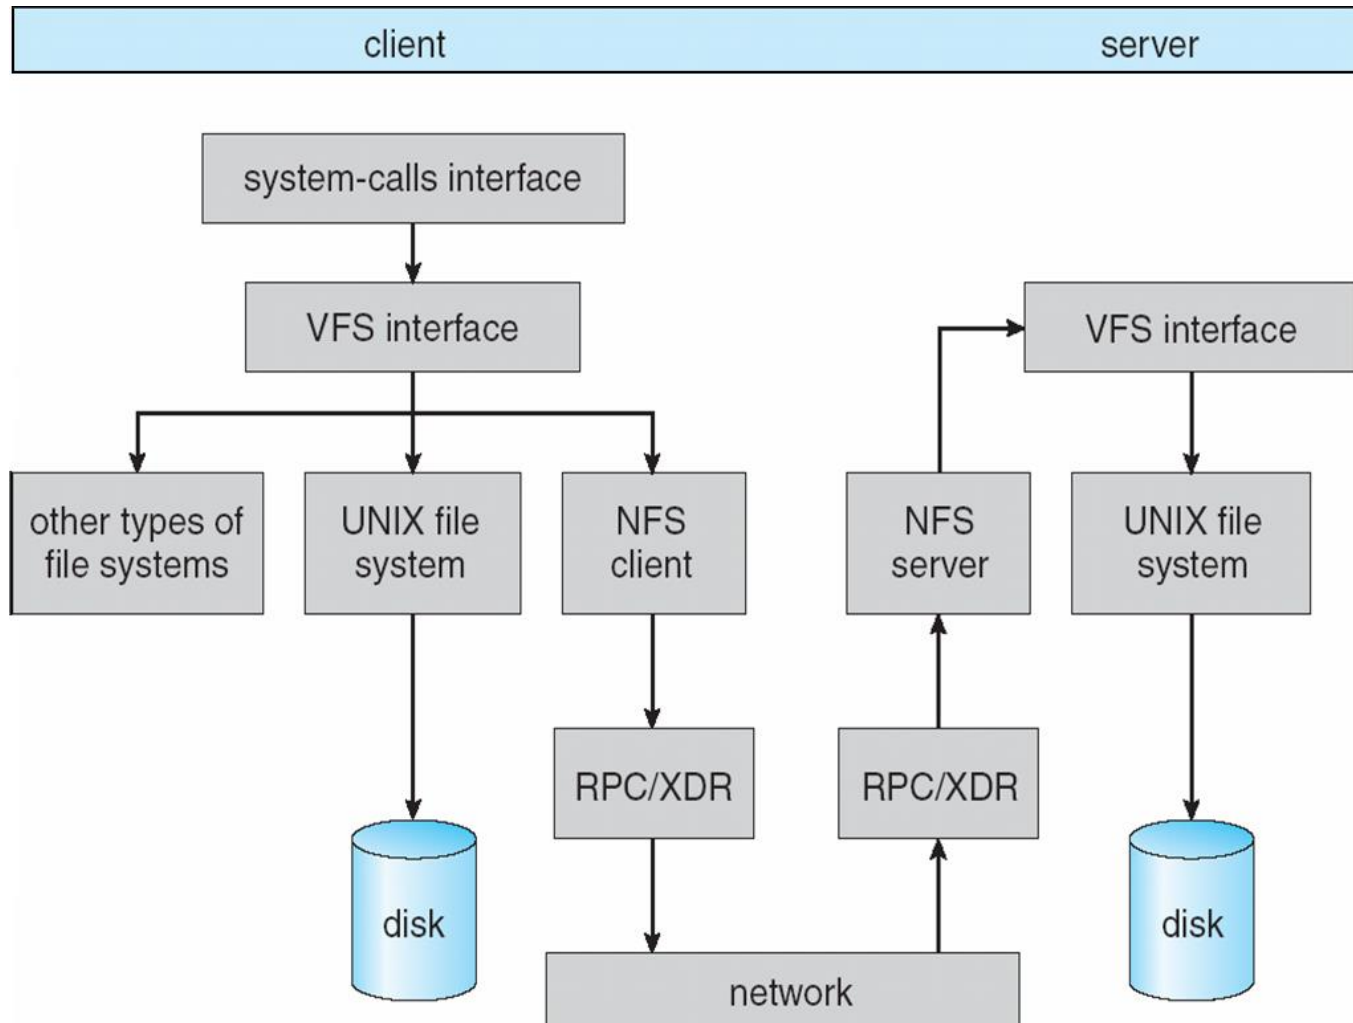 client
server
system-calls interface
VFS interface
VFS interface
other types of
file systems
UNIX file
system
NFS
client
NFS
server
UNIX file
system
RPC/XDR
RPC/XDR
disk
disk
network